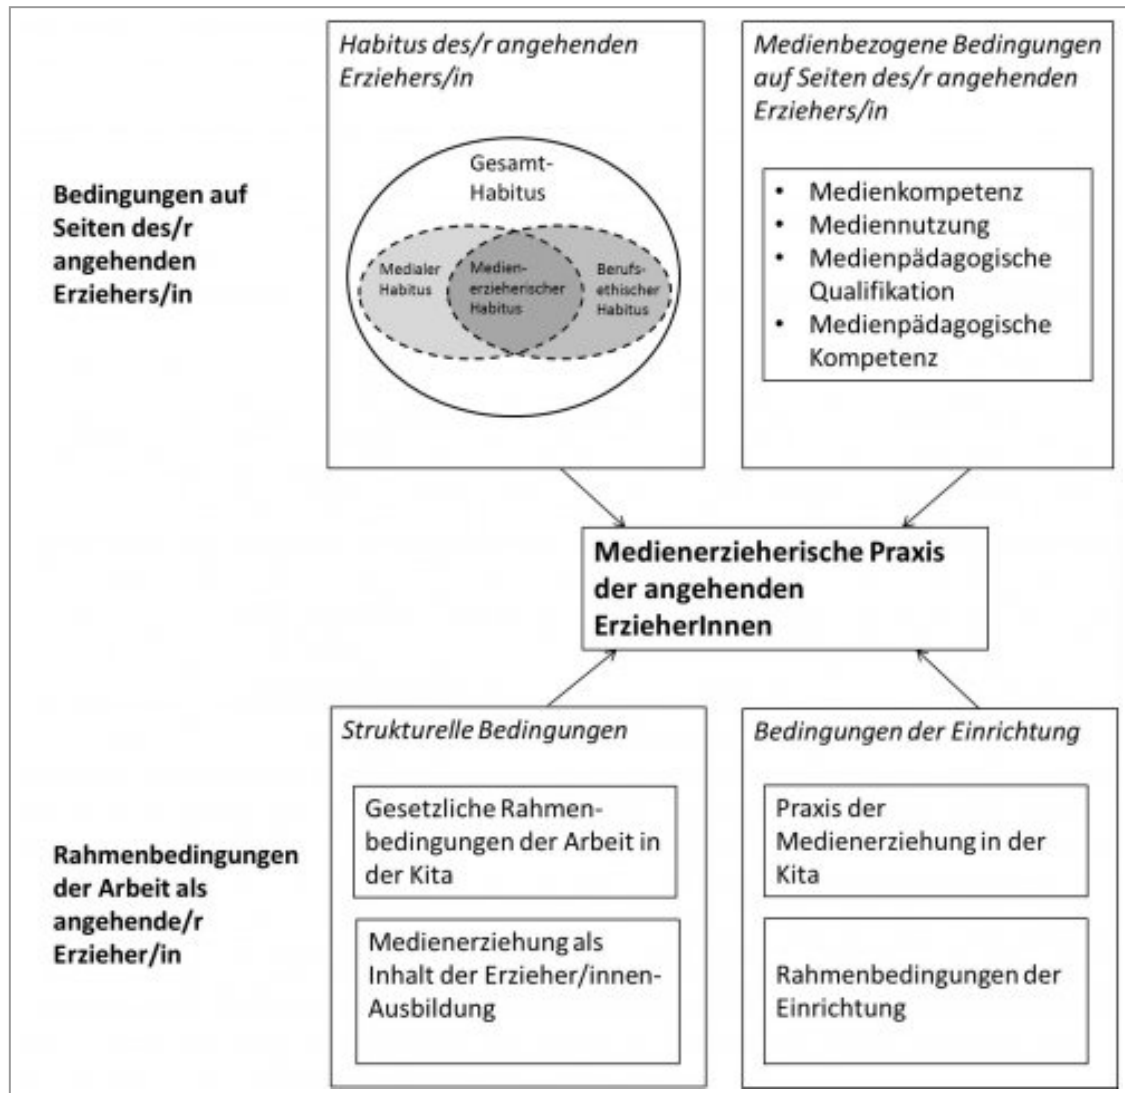 Habitus des/r angehenden
Erziehers/in
Medienbezogene Bedingungen
auf Seiten des/r angehenden
Erziehers/in
Bedingungen auf
Seiten des/r
angehenden
Erziehers/in
Gesamt-
Habitus
Medialer
Habitus
Medien-
erzieherischer
Habitus
Berufs-
ethischer
Habitus
• Medienkompetenz
• Mediennutzung
• Medienpädagogische
Qualifikation
• Medienpädagogische
Kompetenz
Medienerzieherische Praxis
der angehenden
ErzieherInnen
Rahmenbedingungen
der Arbeit als
angehende/r
Erzieher/in
Strukturelle Bedingungen
Gesetzliche Rahmen-
bedingungen der Arbeit in
der Kita
Medienerziehung als
Inhalt der Erzieher/innen-
Ausbildung
Bedingungen der Einrichtung
Praxis der
Medienerziehung in der
Kita
Rahmenbedingungen der
Einrichtung